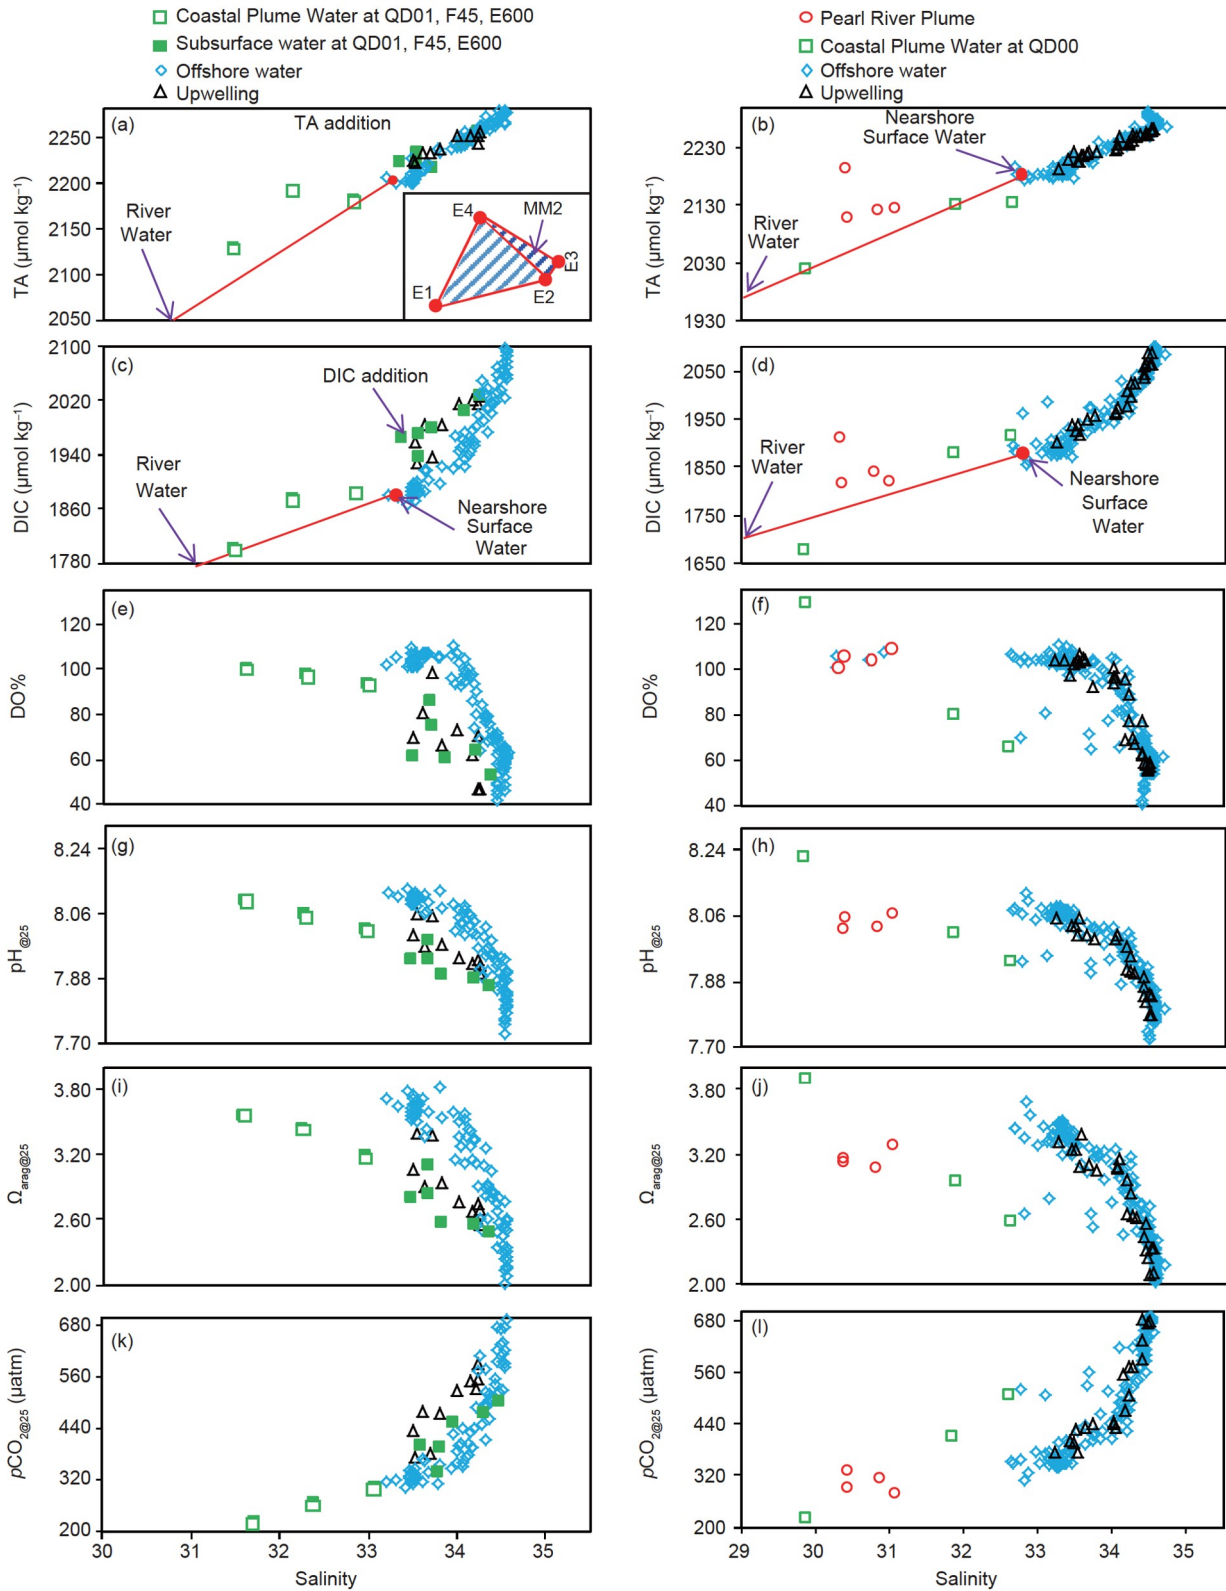 Coastal Plume Water at QD01, F45, E600
Subsurface water at QD01, F45, E600
Offshore water
Upwelling
Pearl River Plume
Coastal Plume Water at QD00
Offshore water
Upwelling
(a)
TA addition
River
Water
E4
MM2
E3
E1
E2
TA (µmol kg⁻¹)
2250
2200
2150
2100
2050
(b)
Nearshore
Surface Water
River
Water
TA (µmol kg⁻¹)
2230
2130
2030
1930
(c)
DIC addition
River
Water
Nearshore
Surface
Water
DIC (µmol kg⁻¹)
2100
2020
1940
1860
1780
(d)
River
Water
Nearshore
Surface
Water
DIC (µmol kg⁻¹)
2050
1950
1850
1750
1650
(e)
DO%
120
100
80
60
40
(f)
DO%
120
100
80
60
40
(g)
pH@25
8.24
8.06
7.88
7.70
(h)
pH@25
8.24
8.06
7.88
7.70
(i)
Ωarag@25
3.80
3.20
2.60
2.00
(j)
Ωarag@25
3.80
3.20
2.60
2.00
(k)
pCO2@25 (µatm)
680
560
440
320
200
30 31 32 33 34 35
Salinity
(l)
pCO2@25 (µatm)
680
560
440
320
200
29 30 31 32 33 34 35
Salinity